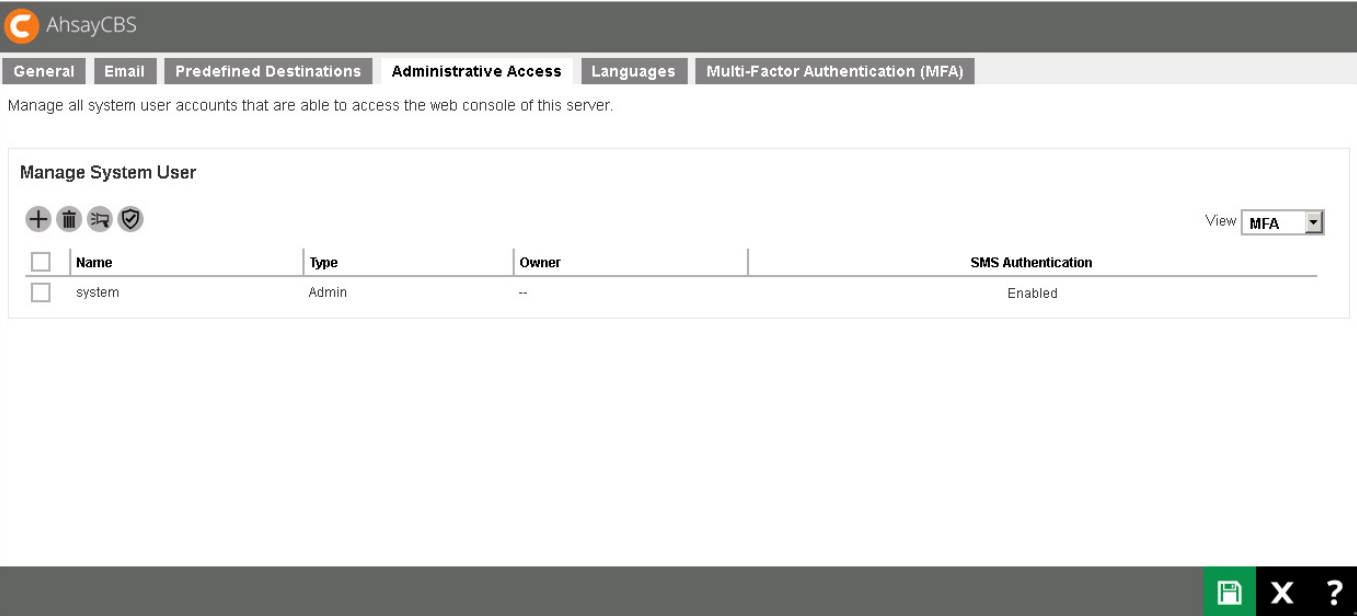 AhsayCBS
General Email Predefined Destinations Administrative Access Languages Multi-Factor Authentication (MFA)
Manage all system user accounts that are able to access the web console of this server.
Manage System User
View MFA
Name Type Owner SMS Authentication
system Admin -- Enabled
X ?